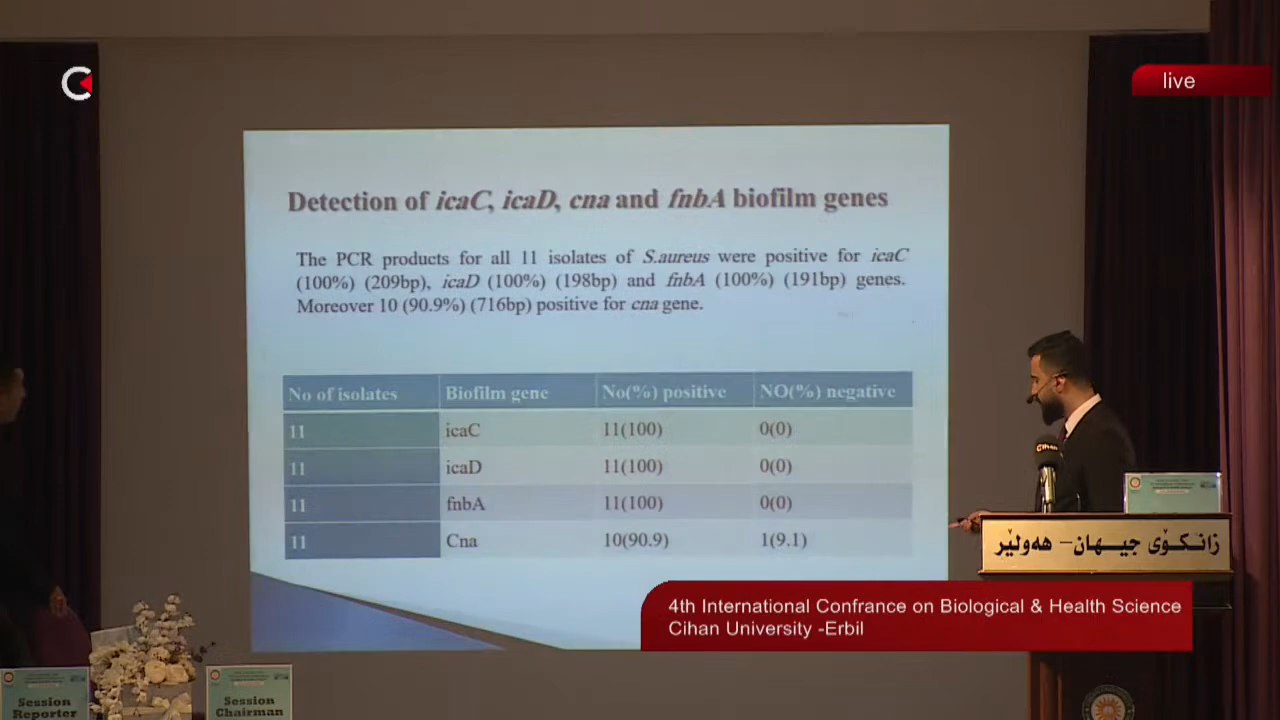 live
Detection of icaC, icaD, cna and fnbA biofilm genes
The PCR products for all 11 isolates of S.aureus were positive for icaC
(100%) (209bp), icaD (100%) (198bp) and fnbA (100%) (191bp) genes.
Moreover 10 (90.9%) (716bp) positive for cna gene.
No of isolates Biofilm gene No(%) positive NO(%) negative
11 icaC 11(100) 0(0)
11 icaD 11(100) 0(0)
11 fnbA 11(100) 0(0)
11 Cna 10(90.9) 1(9.1)
Cihan
زانکۆی جیهان - هەولێر
4th International Confrance on Biological & Health Science
Cihan University -Erbil
Session
Reporter
Session
Chairman